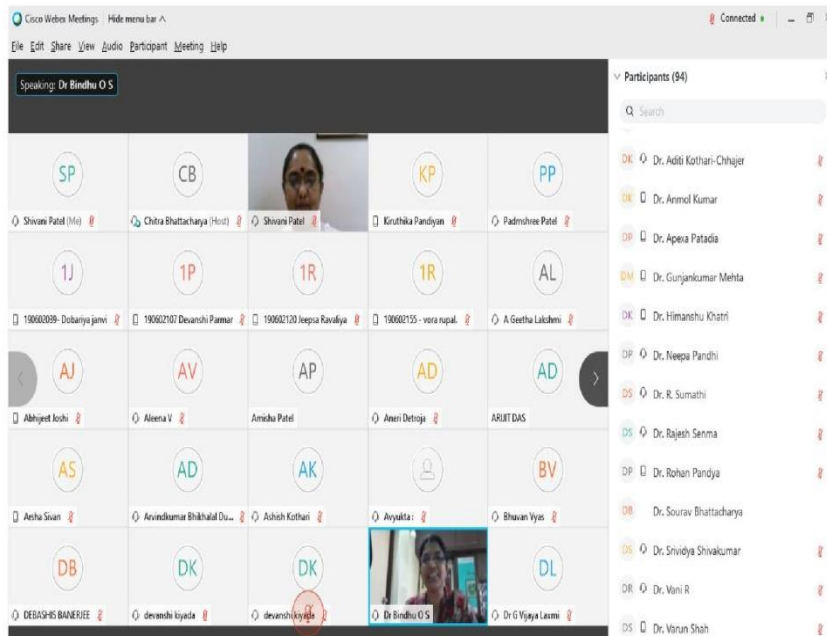 Cisco Webex Meetings Hide menu bar ^
Connected
File Edit Share View Audio Participant Meeting Help
Speaking: Dr Bindhu O S
SP CB KP PP
Shivani Patel (Me) Chitra Bhattacharya (Host) Shivani Patel Kiruthika Pandiyan Padmshree Patel
1J 1P 1R 1R AL
190602039- Dobariya janvi 190602107 Devanshi Parmar 190602120 Jeepsa Ravaliya 190602155 - vora rupal. A Geetha Lakshmi
AJ AV AP AD AD
Abhijeet Joshi Aleena V Amisha Patel Aneri Detroja ARIJIT DAS
AS AD AK BV
Arsha Sivan Arvindkumar Bhikhalal Du... Ashish Kothari Avyukta : Bhuvan Vyas
DB DK DK DL
DEBASHIS BANERJEE devanshi kiyada devanshi kiyada Dr Bindhu O S Dr G Vijaya Laxmi
Participants (94)
Search
DK Dr. Aditi Kothari-Chhajer
DK Dr. Anmol Kumar
DP Dr. Apexa Patadia
DM Dr. Gunjankumar Mehta
DK Dr. Himanshu Khatri
DP Dr. Neepa Pandhi
DS Dr. R. Sumathi
DS Dr. Rajesh Senma
DP Dr. Rohan Pandya
DB Dr. Sourav Bhattacharya
DS Dr. Srividya Shivakumar
DR Dr. Vani R
DS Dr. Varun Shah